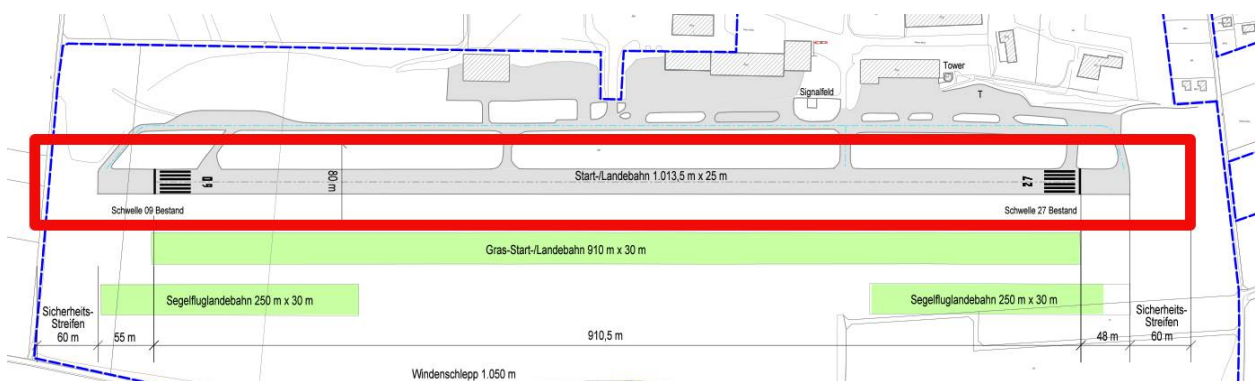 Tower
Signalfeld
T
09
80 m
Start-/Landebahn 1.013,5 m x 25 m
27
Schwelle 09 Bestand
Schwelle 27 Bestand
Gras-Start-/Landebahn 910 m x 30 m
Segelfluglandebahn 250 m x 30 m
Segelfluglandebahn 250 m x 30 m
Sicherheits-
Streifen
60 m
55 m
910,5 m
48 m
Sicherheits-
Streifen
60 m
Windenschlepp 1.050 m